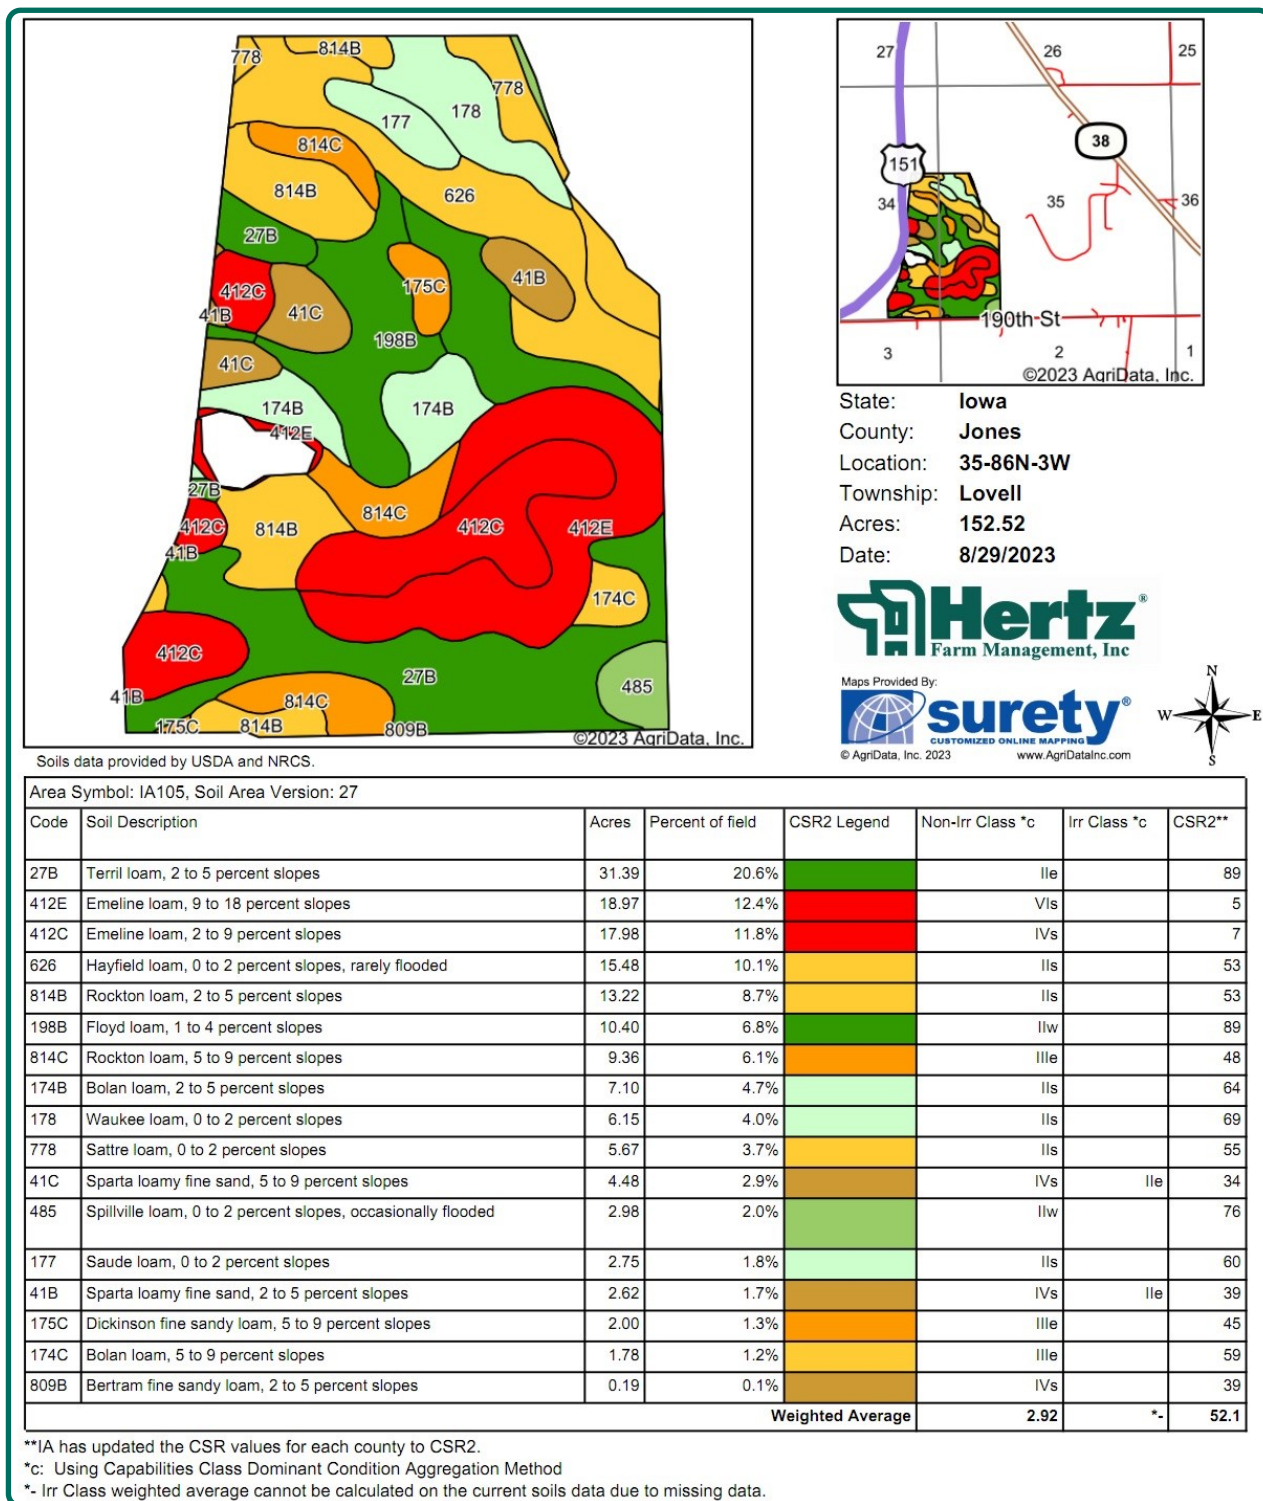 814B
778
778
178
177
814C
814B
626
27B
412C
41B
175C
41B
41C
198B
41C
174B
174B
412E
27B
814C
412C
814B
412C
412E
41B
174C
412C
27B
485
41B
814C
175C
814B
809B
©2023 AgriData, Inc.
Soils data provided by USDA and NRCS.
27
26
25
38
151
34
35
36
190th St
3
2
1
©2023 AgriData, Inc.
State: Iowa
County: Jones
Location: 35-86N-3W
Township: Lovell
Acres: 152.52
Date: 8/29/2023
Hertz®
Farm Management, Inc
Maps Provided By:
surety®
CUSTOMIZED ONLINE MAPPING
© AgriData, Inc. 2023 www.AgriDataInc.com
N
W E
S
Area Symbol: IA105, Soil Area Version: 27
Code Soil Description Acres Percent of field CSR2 Legend Non-Irr Class *c Irr Class *c CSR2**
27B Terril loam, 2 to 5 percent slopes 31.39 20.6% IIe 89
412E Emeline loam, 9 to 18 percent slopes 18.97 12.4% VIs 5
412C Emeline loam, 2 to 9 percent slopes 17.98 11.8% IVs 7
626 Hayfield loam, 0 to 2 percent slopes, rarely flooded 15.48 10.1% IIs 53
814B Rockton loam, 2 to 5 percent slopes 13.22 8.7% IIs 53
198B Floyd loam, 1 to 4 percent slopes 10.40 6.8% IIw 89
814C Rockton loam, 5 to 9 percent slopes 9.36 6.1% IIIe 48
174B Bolan loam, 2 to 5 percent slopes 7.10 4.7% IIs 64
178 Waukee loam, 0 to 2 percent slopes 6.15 4.0% IIs 69
778 Sattre loam, 0 to 2 percent slopes 5.67 3.7% IIs 55
41C Sparta loamy fine sand, 5 to 9 percent slopes 4.48 2.9% IVs IIe 34
485 Spillville loam, 0 to 2 percent slopes, occasionally flooded 2.98 2.0% IIw 76
177 Saude loam, 0 to 2 percent slopes 2.75 1.8% IIs 60
41B Sparta loamy fine sand, 2 to 5 percent slopes 2.62 1.7% IVs IIe 39
175C Dickinson fine sandy loam, 5 to 9 percent slopes 2.00 1.3% IIIe 45
174C Bolan loam, 5 to 9 percent slopes 1.78 1.2% IIIe 59
809B Bertram fine sandy loam, 2 to 5 percent slopes 0.19 0.1% IVs 39
Weighted Average 2.92 *- 52.1
**IA has updated the CSR values for each county to CSR2.
*c: Using Capabilities Class Dominant Condition Aggregation Method
*- Irr Class weighted average cannot be calculated on the current soils data due to missing data.